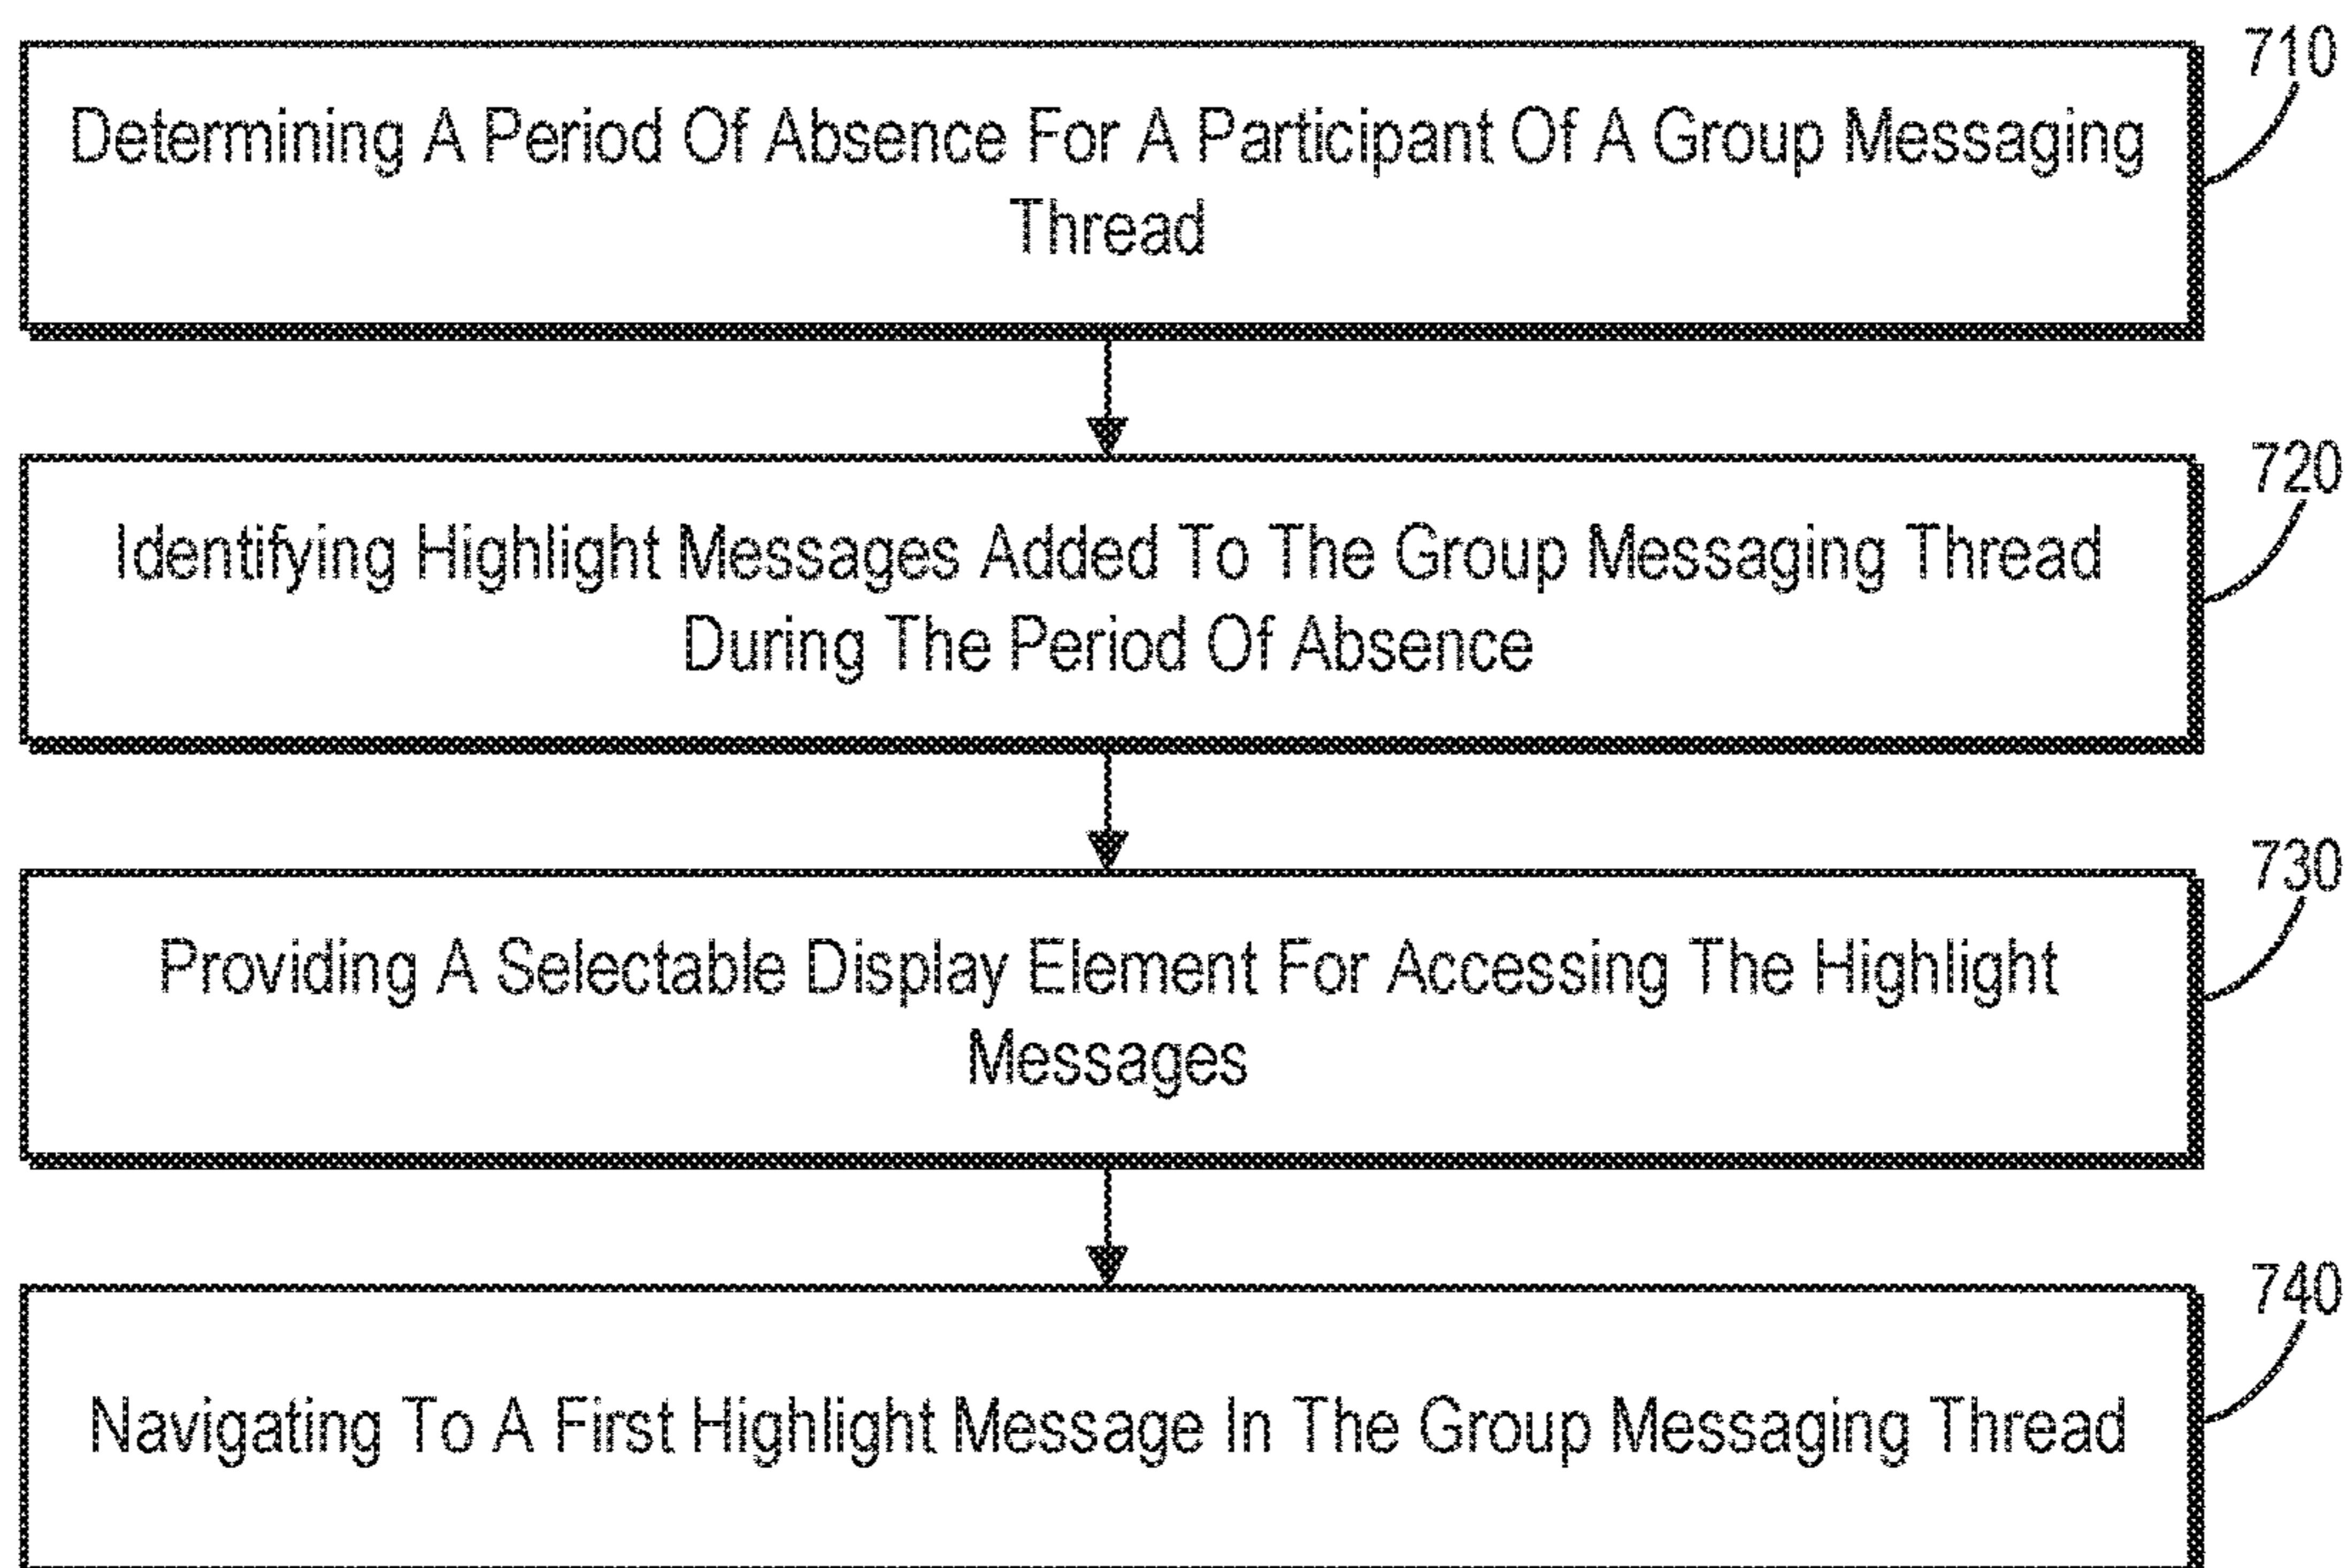 710
Determining A Period Of Absence For A Participant Of A Group Messaging
Thread
720
Identifying Highlight Messages Added To The Group Messaging Thread
During The Period Of Absence
730
Providing A Selectable Display Element For Accessing The Highlight
Messages
740
Navigating To A First Highlight Message In The Group Messaging Thread